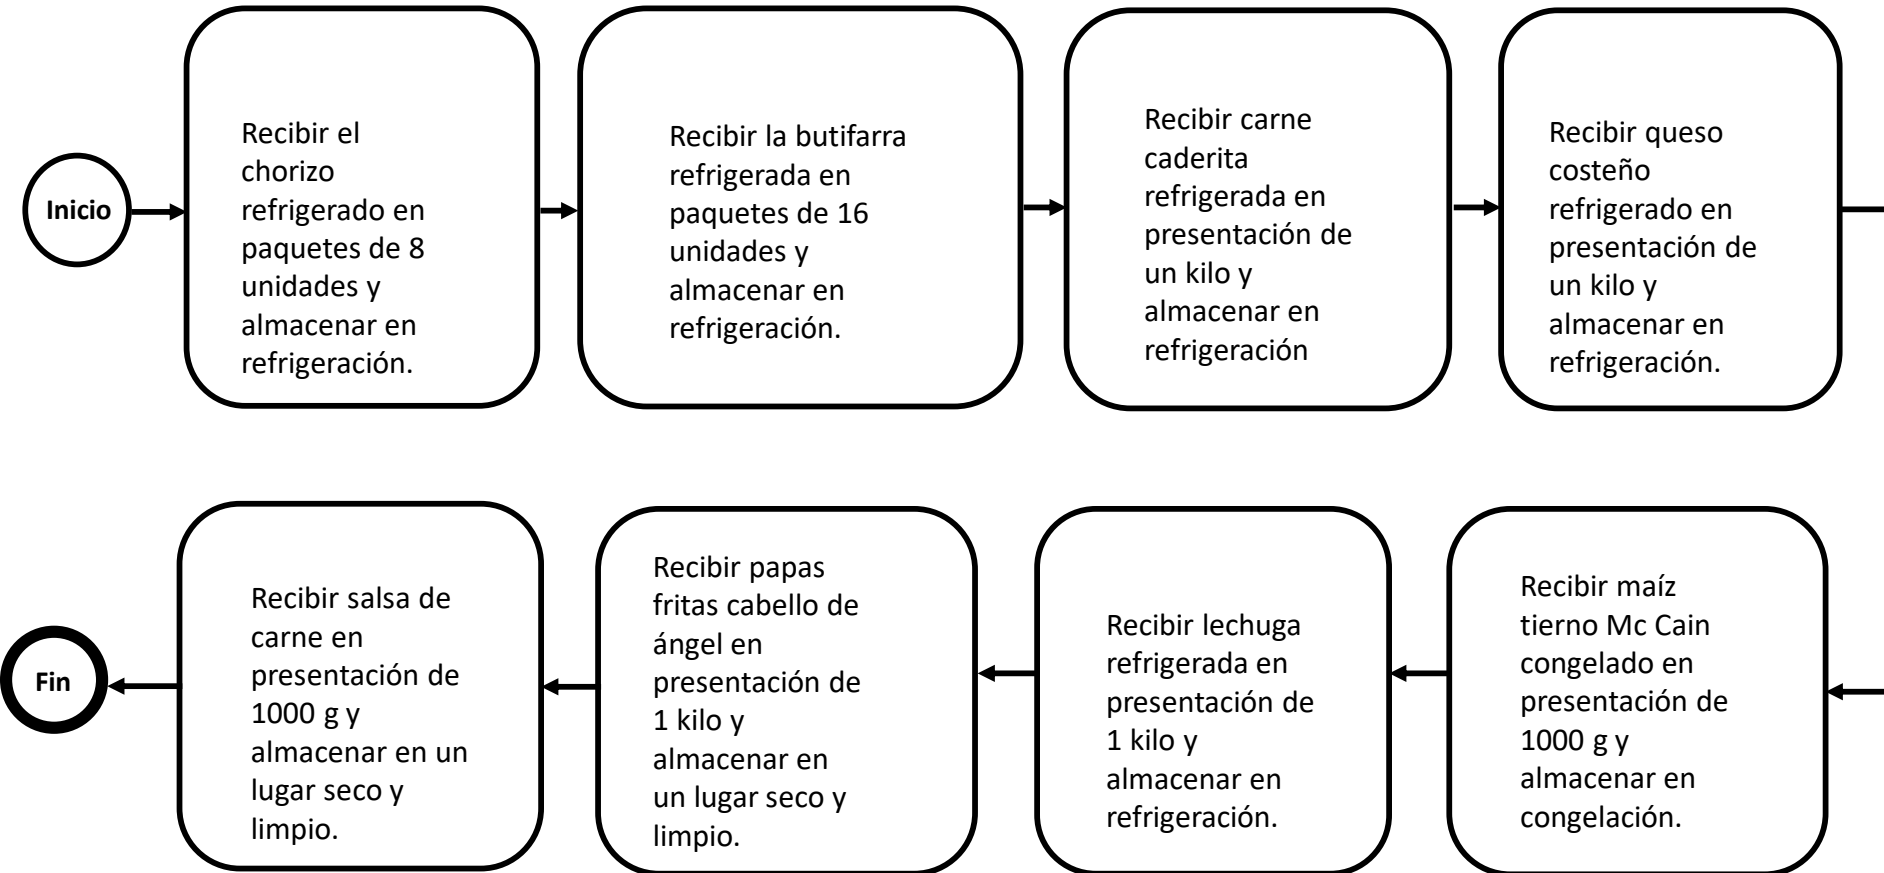 Inicio
Recibir el
chorizo
refrigerado en
paquetes de 8
unidades y
almacenar en
refrigeración.
Recibir la butifarra
refrigerada en
paquetes de 16
unidades y
almacenar en
refrigeración.
Recibir carne
caderita
refrigerada en
presentación de
un kilo y
almacenar en
refrigeración
Recibir queso
costeño
refrigerado en
presentación de
un kilo y
almacenar en
refrigeración.
Recibir maíz
tierno Mc Cain
congelado en
presentación de
1000 g y
almacenar en
congelación.
Recibir lechuga
refrigerada en
presentación de
1 kilo y
almacenar en
refrigeración.
Recibir papas
fritas cabello de
ángel en
presentación de
1 kilo y
almacenar en
un lugar seco y
limpio.
Recibir salsa de
carne en
presentación de
1000 g y
almacenar en un
lugar seco y
limpio.
Fin